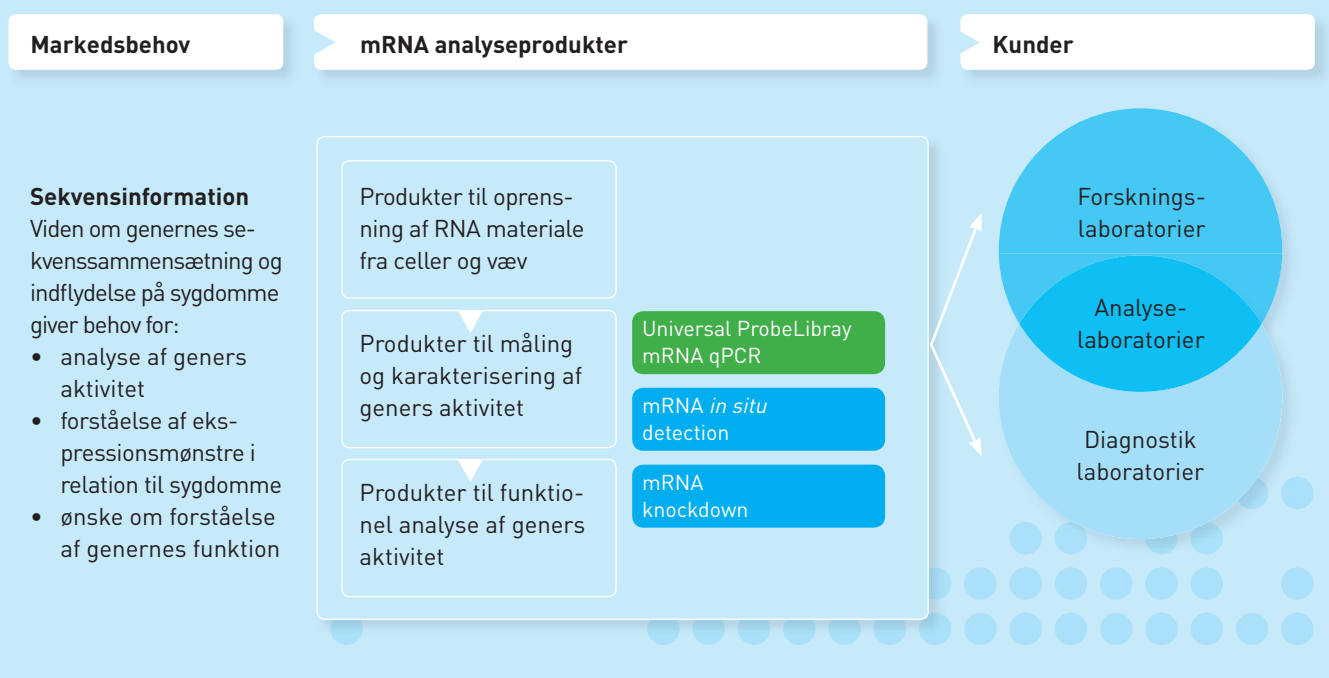 Markedsbehov
mRNA analyseprodukter
Kunder
Sekvensinformation
Viden om genernes se-
kvenssammensætning og
indflydelse på sygdomme
giver behov for:
• analyse af geners
aktivitet
• forståelse af eks-
pressionsmønstre i
relation til sygdomme
• ønske om forståelse
af genernes funktion
Produkter til oprens-
ning af RNA materiale
fra celler og væv
Produkter til måling
og karakterisering af
geners aktivitet
Produkter til funktio-
nel analyse af geners
aktivitet
Universal ProbeLibray
mRNA qPCR
mRNA in situ
detection
mRNA
knockdown
Forsknings-
laboratorier
Analyse-
laboratorier
Diagnostik
laboratorier